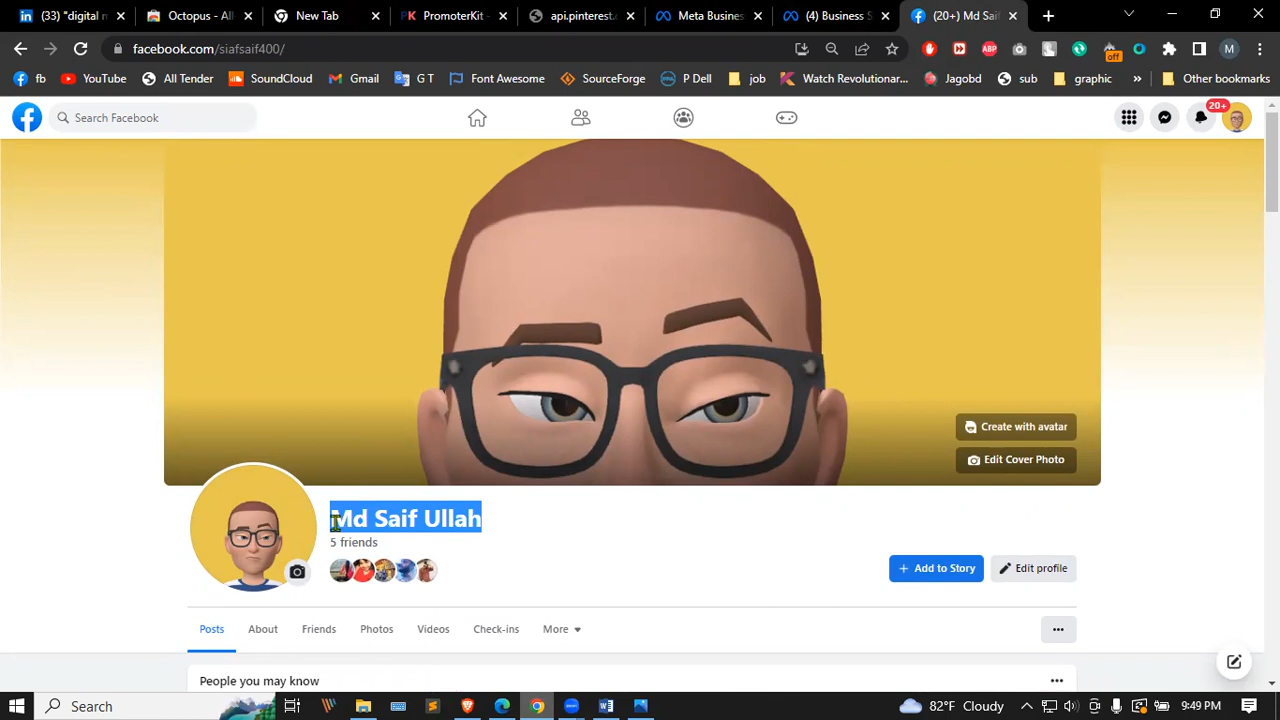 (33) "digital m
Octopus - All
New Tab
PK PromoterKit -
api.pinterest.c
Meta Busines
(4) Business S
(20+) Md Saif
facebook.com/siafsaif400/
fb
YouTube
All Tender
SoundCloud
Gmail
G T
Font Awesome
SourceForge
P Dell
job
Watch Revolutionar...
Jagobd
sub
graphic
»
Other bookmarks
ABP
off
M
Search Facebook
20+
Create with avatar
Edit Cover Photo
Md Saif Ullah
5 friends
+ Add to Story
Edit profile
Posts
About
Friends
Photos
Videos
Check-ins
More
People you may know
Search
82°F Cloudy
9:49 PM